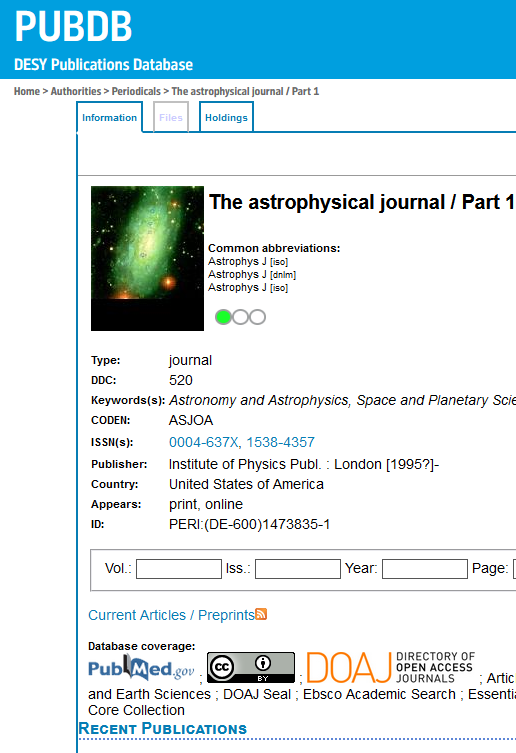 PUBDB
DESY Publications Database
Home > Authorities > Periodicals > The astrophysical journal / Part 1
Information Files Holdings
The astrophysical journal / Part 1
Common abbreviations:
Astrophys J [iso]
Astrophys J [dnlm]
Astrophys J [iso]
Type: journal
DDC: 520
Keywords(s): Astronomy and Astrophysics, Space and Planetary Scie
CODEN: ASJOA
ISSN(s): 0004-637X, 1538-4357
Publisher: Institute of Physics Publ. : London [1995?]-
Country: United States of America
Appears: print, online
ID: PERI:(DE-600)1473835-1
Vol.: Iss.: Year: Page:
Current Articles / Preprints
Database coverage:
PubMed.gov ; cc BY ; DOAJ DIRECTORY OF OPEN ACCESS JOURNALS ; Artic
and Earth Sciences ; DOAJ Seal ; Ebsco Academic Search ; Essentia
Core Collection
RECENT PUBLICATIONS